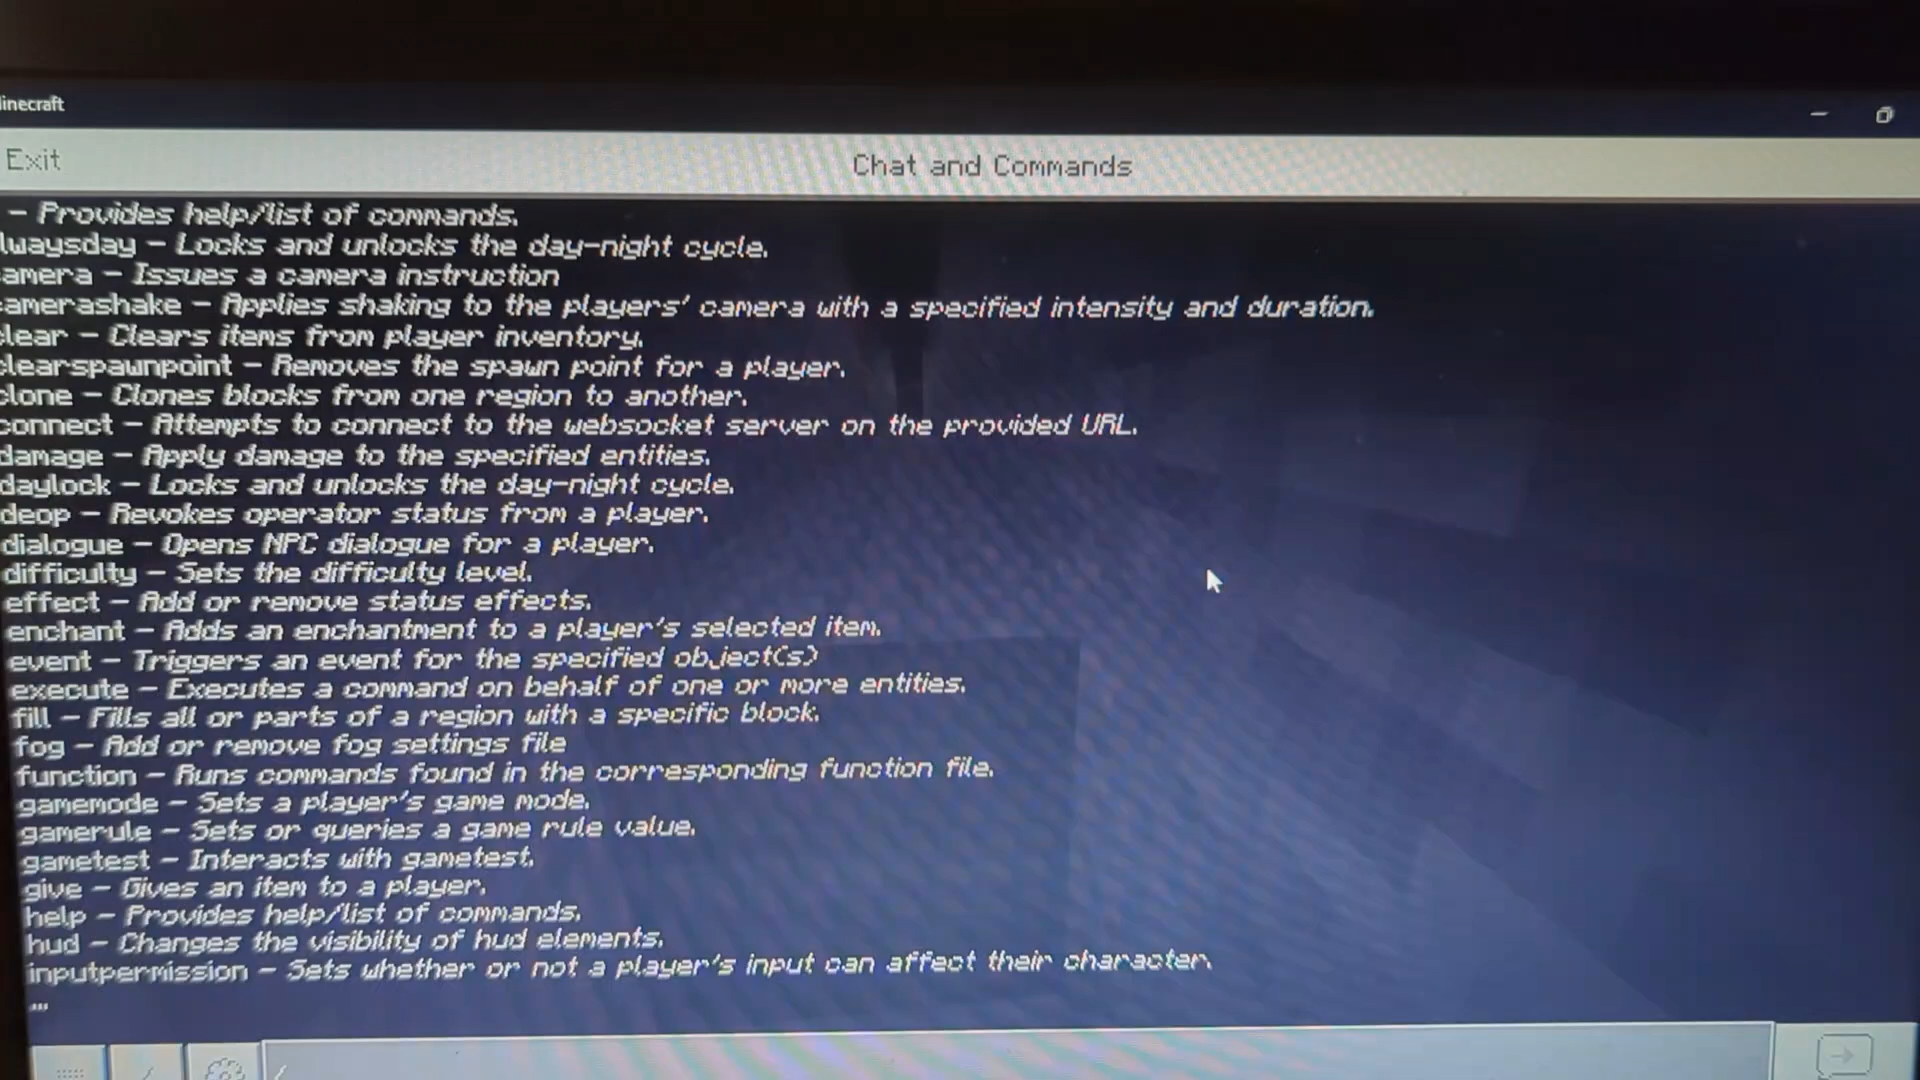 inecraft
Exit
Chat and Commands
- Provides help/list of commands.
lwaysday - Locks and unlocks the day-night cycle.
amera - Issues a camera instruction
camerashake - Applies shaking to the players' camera with a specified intensity and duration.
clear - Clears items from player inventory.
clearspawnpoint - Removes the spawn point for a player.
clone - Clones blocks from one region to another.
connect - Attempts to connect to the websocket server on the provided URL.
damage - Apply damage to the specified entities.
daylock - Locks and unlocks the day-night cycle.
deop - Revokes operator status from a player.
dialogue - Opens NPC dialogue for a player.
difficulty - Sets the difficulty level.
effect - Add or remove status effects.
enchant - Adds an enchantment to a player's selected item.
event - Triggers an event for the specified object(s)
execute - Executes a command on behalf of one or more entities.
fill - Fills all or parts of a region with a specific block.
fog - Add or remove fog settings file
function - Runs commands found in the corresponding function file.
gamemode - Sets a player's game mode.
gamerule - Sets or queries a game rule value.
gametest - Interacts with gametest.
give - Gives an item to a player.
help - Provides help/list of commands.
hud - Changes the visibility of hud elements.
inputpermission - Sets whether or not a player's input can affect their character.
...
/